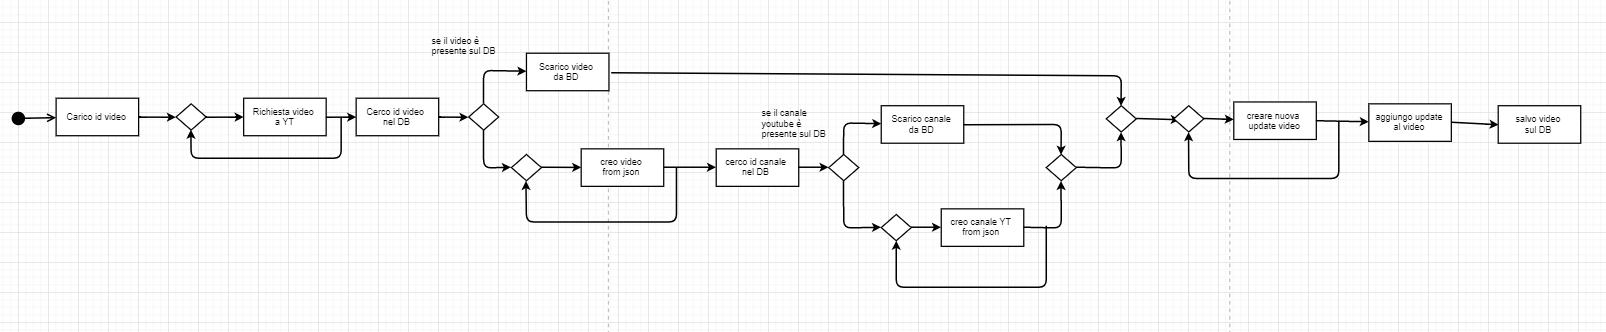 se il video è
presente sul DB
Scarico video
da BD
Carico id video
Richiesta video
a YT
Cerco id video
nel DB
se il canale
youtube è
presente sul DB
Scarico canale
da BD
creo video
from json
cerco id canale
nel DB
creo canale YT
from json
creare nuova
update video
aggiungo update
al video
salvo video
sul DB